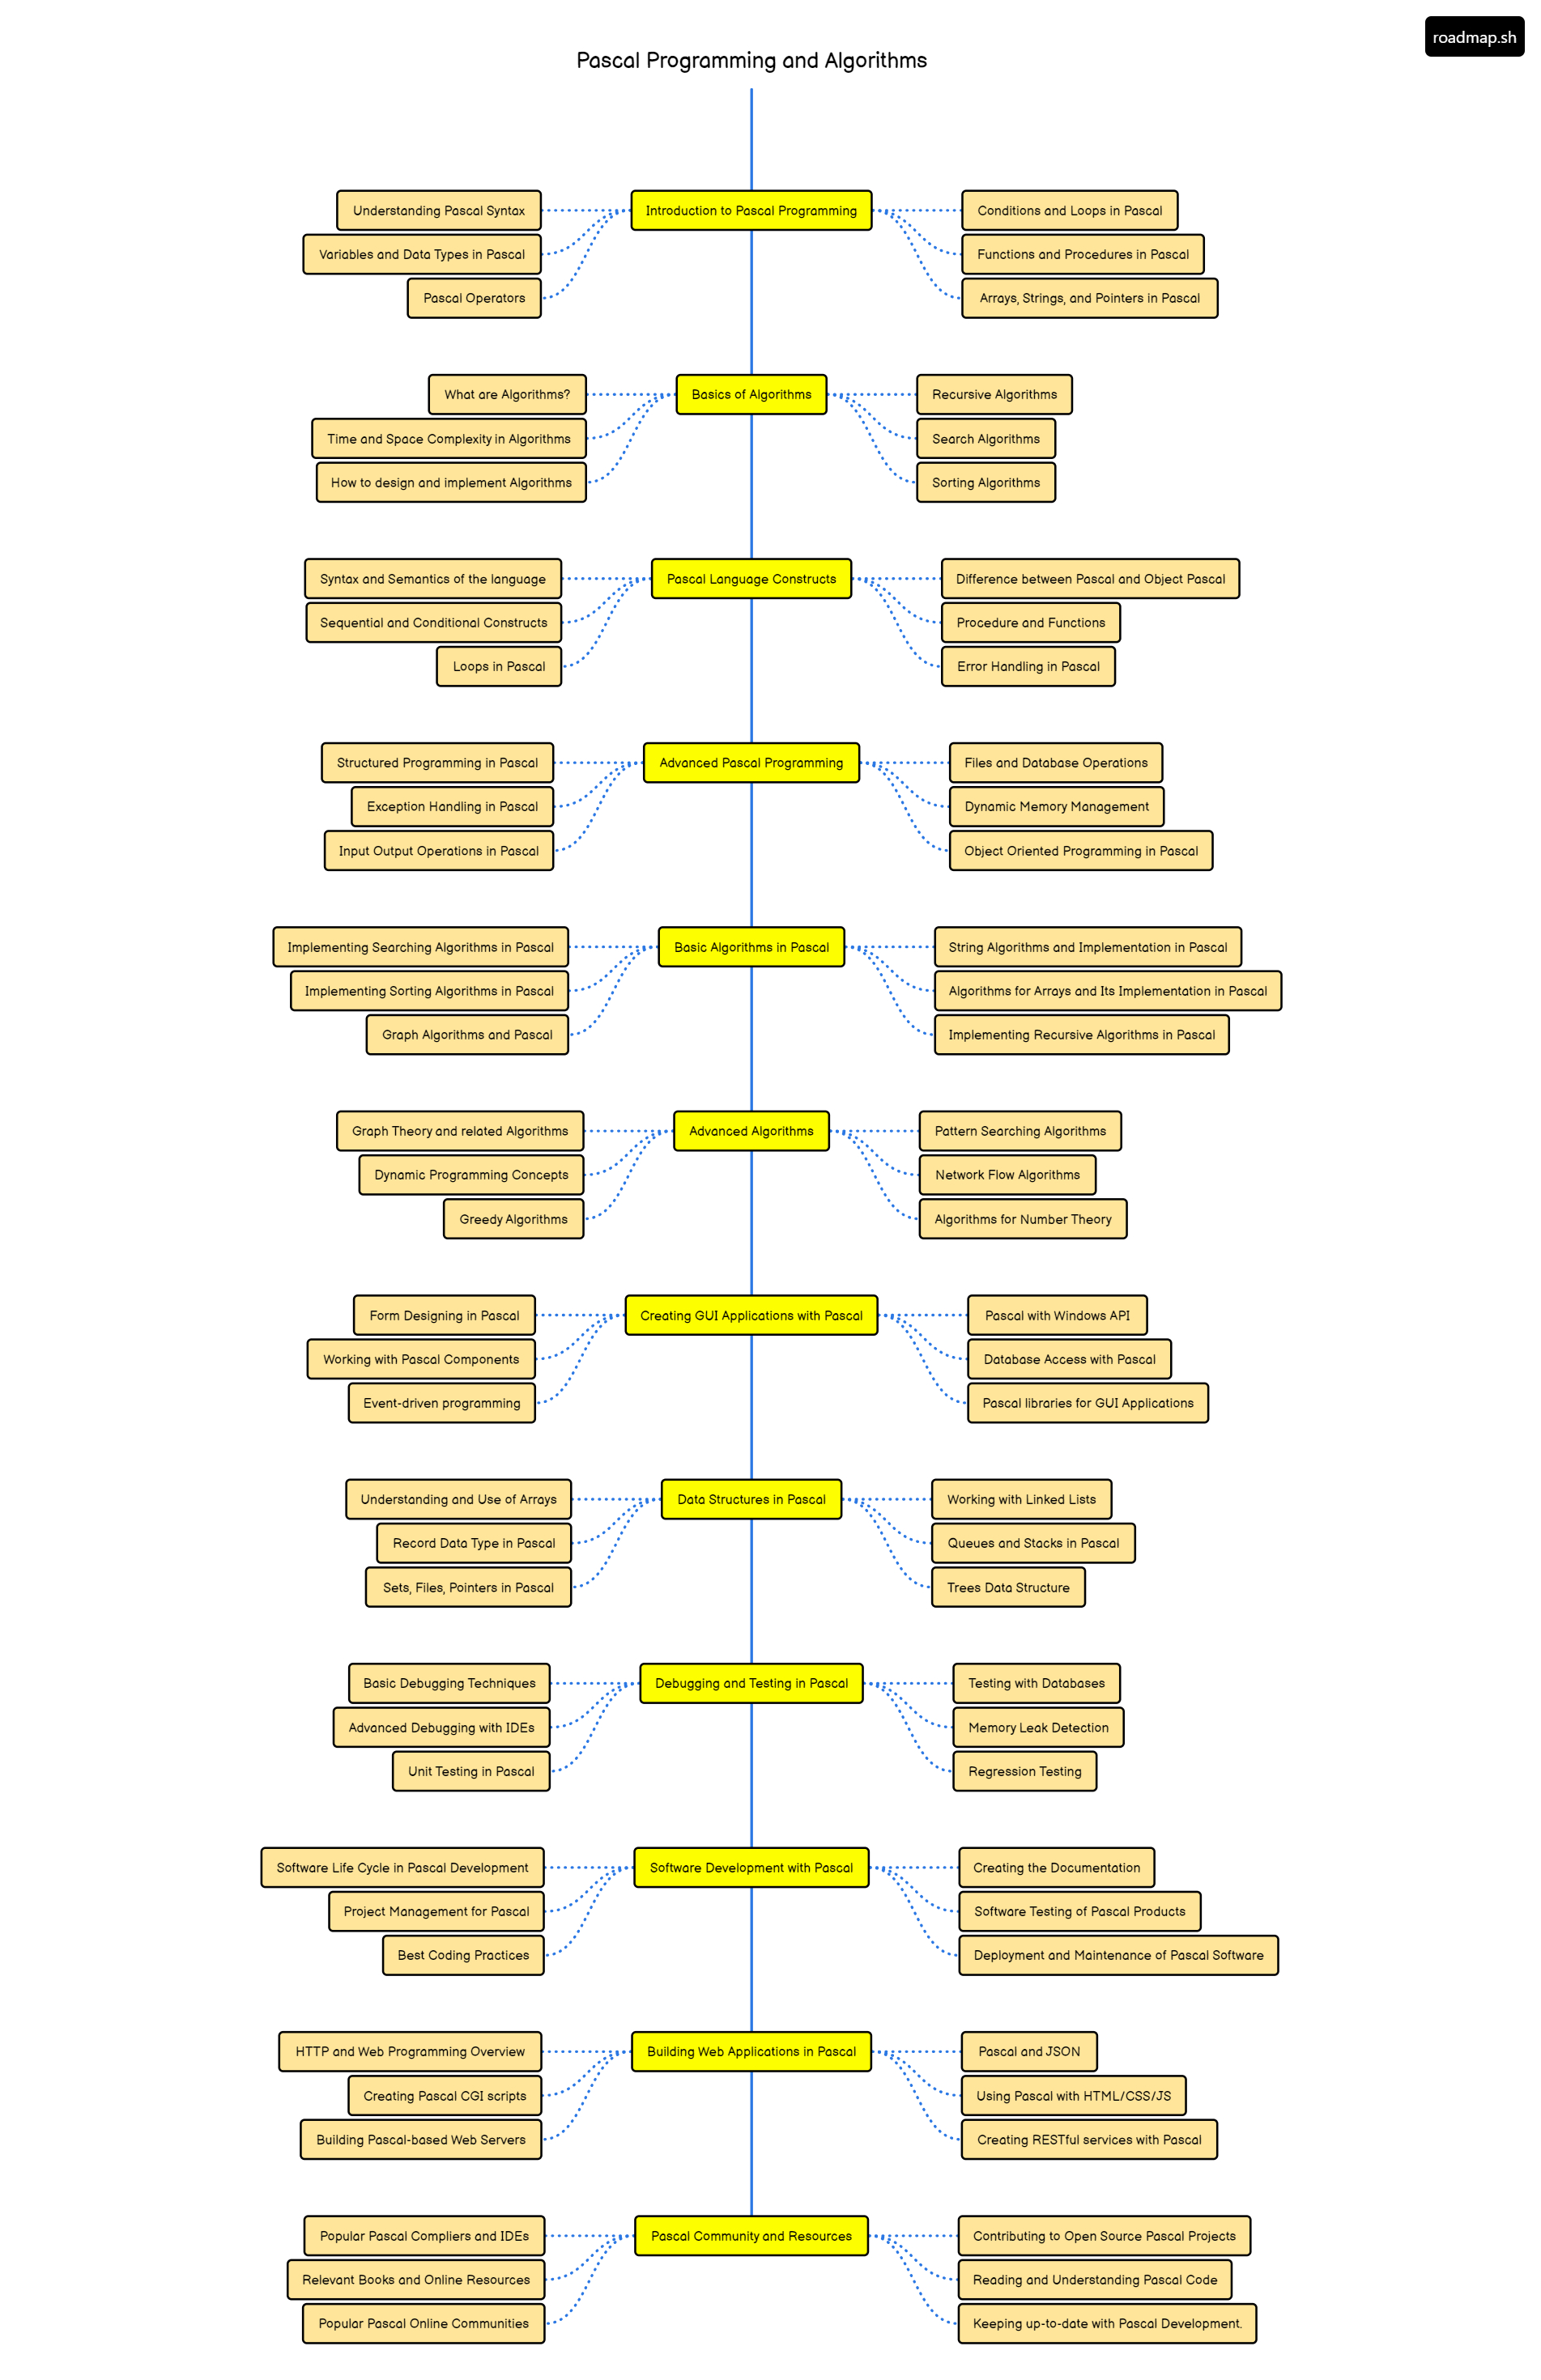 roadmap.sh
Pascal Programming and Algorithms
Understanding Pascal Syntax
Variables and Data Types in Pascal
Pascal Operators
Introduction to Pascal Programming
Conditions and Loops in Pascal
Functions and Procedures in Pascal
Arrays, Strings, and Pointers in Pascal
What are Algorithms?
Time and Space Complexity in Algorithms
How to design and implement Algorithms
Basics of Algorithms
Recursive Algorithms
Search Algorithms
Sorting Algorithms
Syntax and Semantics of the language
Sequential and Conditional Constructs
Loops in Pascal
Pascal Language Constructs
Difference between Pascal and Object Pascal
Procedure and Functions
Error Handling in Pascal
Structured Programming in Pascal
Exception Handling in Pascal
Input Output Operations in Pascal
Advanced Pascal Programming
Files and Database Operations
Dynamic Memory Management
Object Oriented Programming in Pascal
Implementing Searching Algorithms in Pascal
Implementing Sorting Algorithms in Pascal
Graph Algorithms and Pascal
Basic Algorithms in Pascal
String Algorithms and Implementation in Pascal
Algorithms for Arrays and Its Implementation in Pascal
Implementing Recursive Algorithms in Pascal
Graph Theory and related Algorithms
Dynamic Programming Concepts
Greedy Algorithms
Advanced Algorithms
Pattern Searching Algorithms
Network Flow Algorithms
Algorithms for Number Theory
Form Designing in Pascal
Working with Pascal Components
Event-driven programming
Creating GUI Applications with Pascal
Pascal with Windows API
Database Access with Pascal
Pascal libraries for GUI Applications
Understanding and Use of Arrays
Record Data Type in Pascal
Sets, Files, Pointers in Pascal
Data Structures in Pascal
Working with Linked Lists
Queues and Stacks in Pascal
Trees Data Structure
Basic Debugging Techniques
Advanced Debugging with IDEs
Unit Testing in Pascal
Debugging and Testing in Pascal
Testing with Databases
Memory Leak Detection
Regression Testing
Software Life Cycle in Pascal Development
Project Management for Pascal
Best Coding Practices
Software Development with Pascal
Creating the Documentation
Software Testing of Pascal Products
Deployment and Maintenance of Pascal Software
HTTP and Web Programming Overview
Creating Pascal CGI scripts
Building Pascal-based Web Servers
Building Web Applications in Pascal
Pascal and JSON
Using Pascal with HTML/CSS/JS
Creating RESTful services with Pascal
Popular Pascal Compliers and IDEs
Relevant Books and Online Resources
Popular Pascal Online Communities
Pascal Community and Resources
Contributing to Open Source Pascal Projects
Reading and Understanding Pascal Code
Keeping up-to-date with Pascal Development.